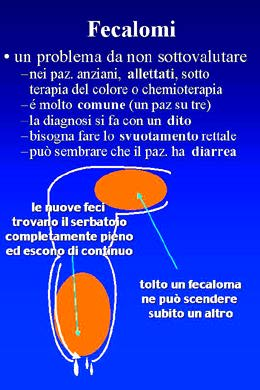 Fecalomi
• un problema da non sottovalutare
–nei paz. anziani, allettati, sotto
terapia del colore o chemioterapia
–é molto comune (un paz su tre)
–la diagnosi si fa con un dito
–bisogna fare lo svuotamento rettale
–può sembrare che il paz. ha diarrea
le nuove feci
trovano il serbatoio
completamente pieno
ed escono di continuo
tolto un fecaloma
ne può scendere
subito un altro